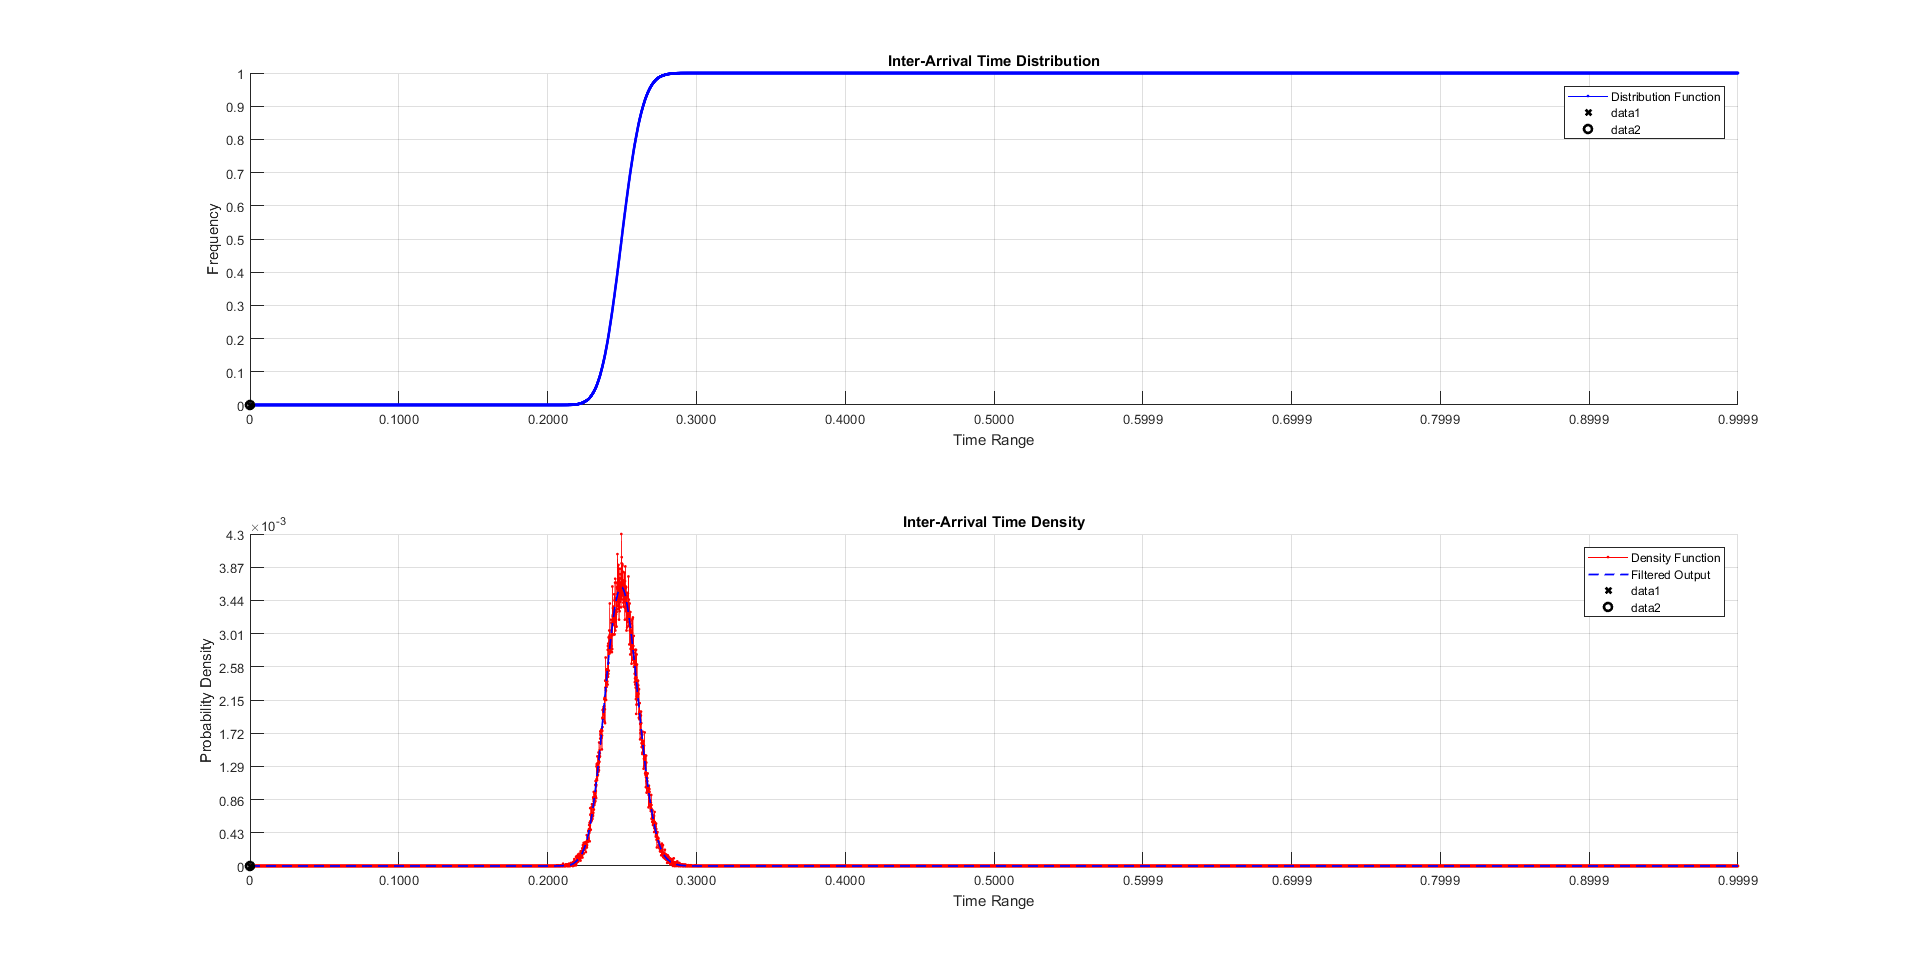 Inter-Arrival Time Distribution
1
0.9
0.8
0.7
0.6
0.5
0.4
0.3
0.2
0.1
0
Frequency
Distribution Function
data1
data2
0 0.1000 0.2000 0.3000 0.4000 0.5000 0.5999 0.6999 0.7999 0.8999 0.9999
Time Range
Inter-Arrival Time Density
×10-3
4.3
3.87
3.44
3.01
2.58
2.15
1.72
1.29
0.86
0.43
0
Probability Density
Density Function
Filtered Output
data1
data2
0 0.1000 0.2000 0.3000 0.4000 0.5000 0.5999 0.6999 0.7999 0.8999 0.9999
Time Range